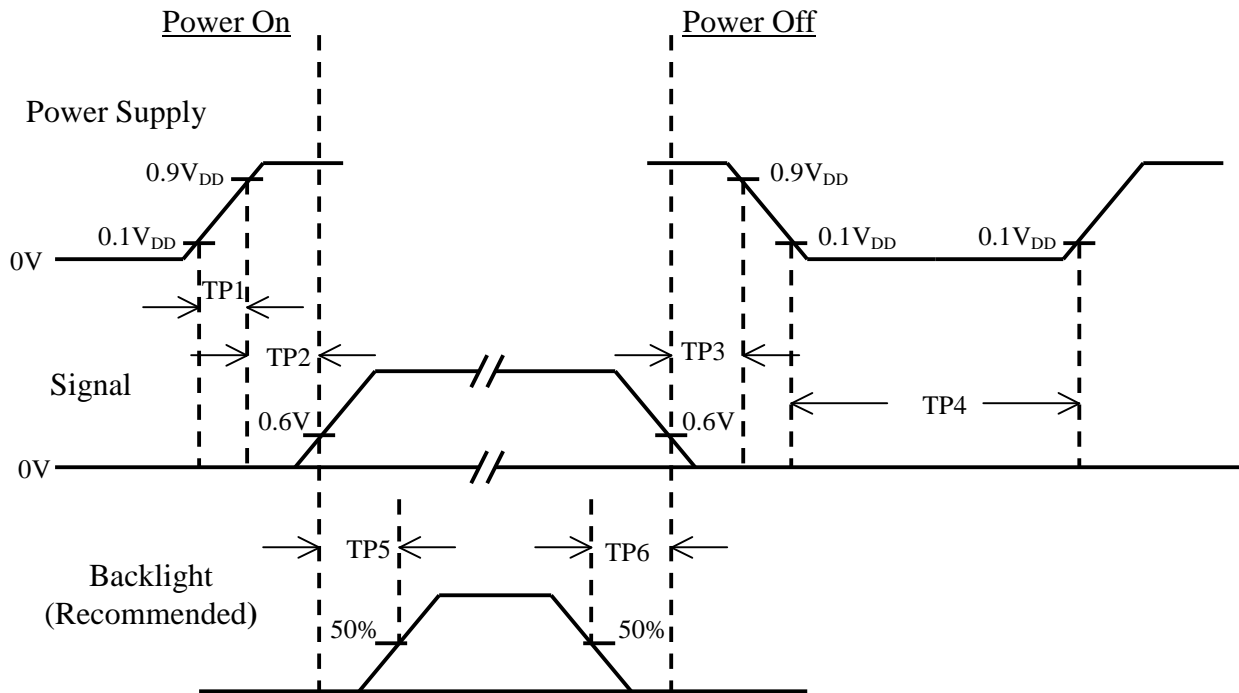 Power On
Power Off
Power Supply
0.9VDD
0.9VDD
0.1VDD
0.1VDD
0.1VDD
0V
TP1
TP2
TP3
TP4
Signal
0.6V
0.6V
0V
TP5
TP6
Backlight
(Recommended)
50%
50%